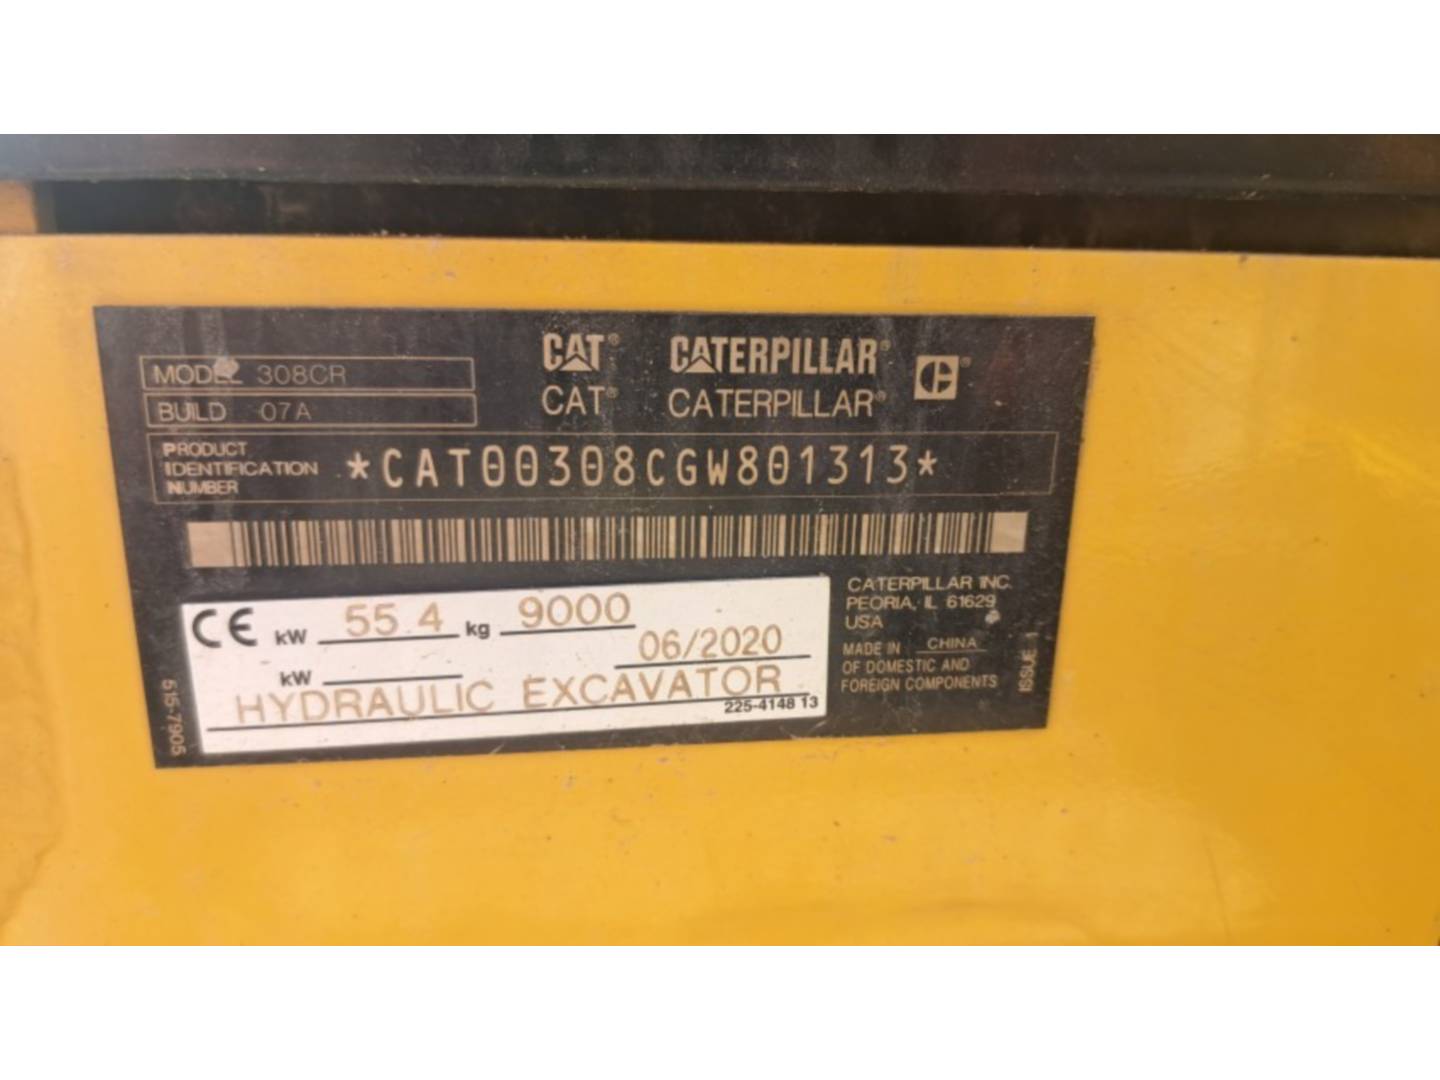 MODEL 308CR
BUILD 07A
CAT® CATERPILLAR®
CAT® CATERPILLAR®
PRODUCT
IDENTIFICATION
NUMBER
*CAT00308CGW801313*
CE kW 55.4 kg 9000
kW 06/2020
HYDRAULIC EXCAVATOR
225-4148 13
515-7905
CATERPILLAR INC.
PEORIA, IL 61629
USA
MADE IN CHINA
OF DOMESTIC AND
FOREIGN COMPONENTS
ISSUE 1